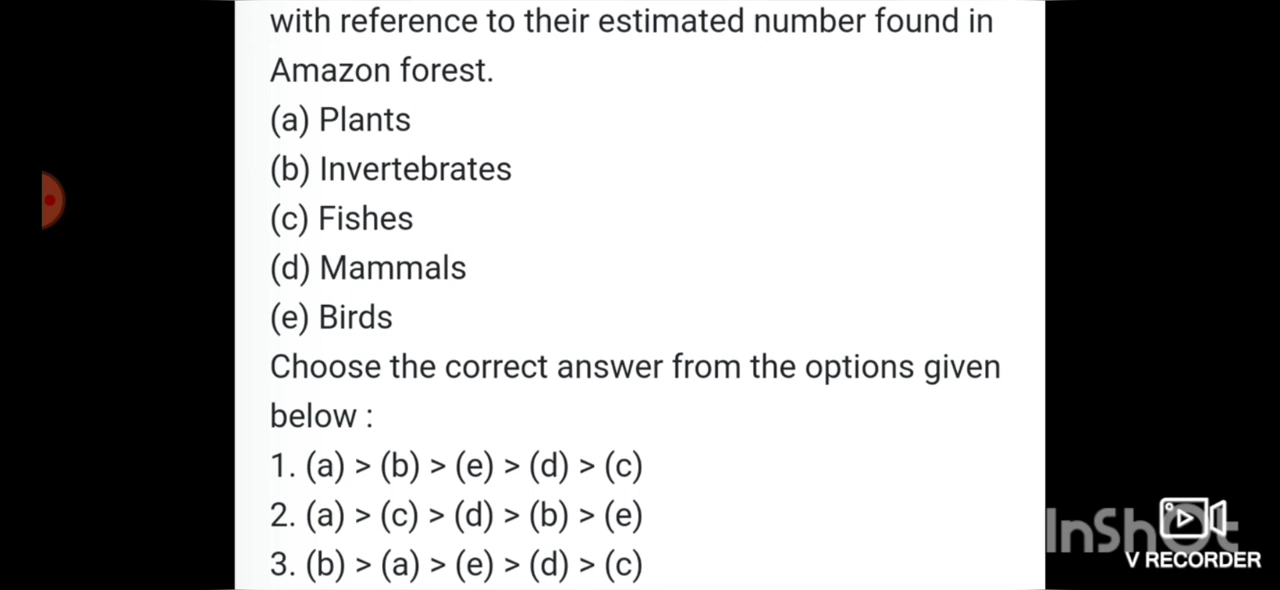 with reference to their estimated number found in
Amazon forest.
(a) Plants
(b) Invertebrates
(c) Fishes
(d) Mammals
(e) Birds
Choose the correct answer from the options given
below :
1. (a) > (b) > (e) > (d) > (c)
2. (a) > (c) > (d) > (b) > (e)
3. (b) > (a) > (e) > (d) > (c)
InShOt
V RECORDER